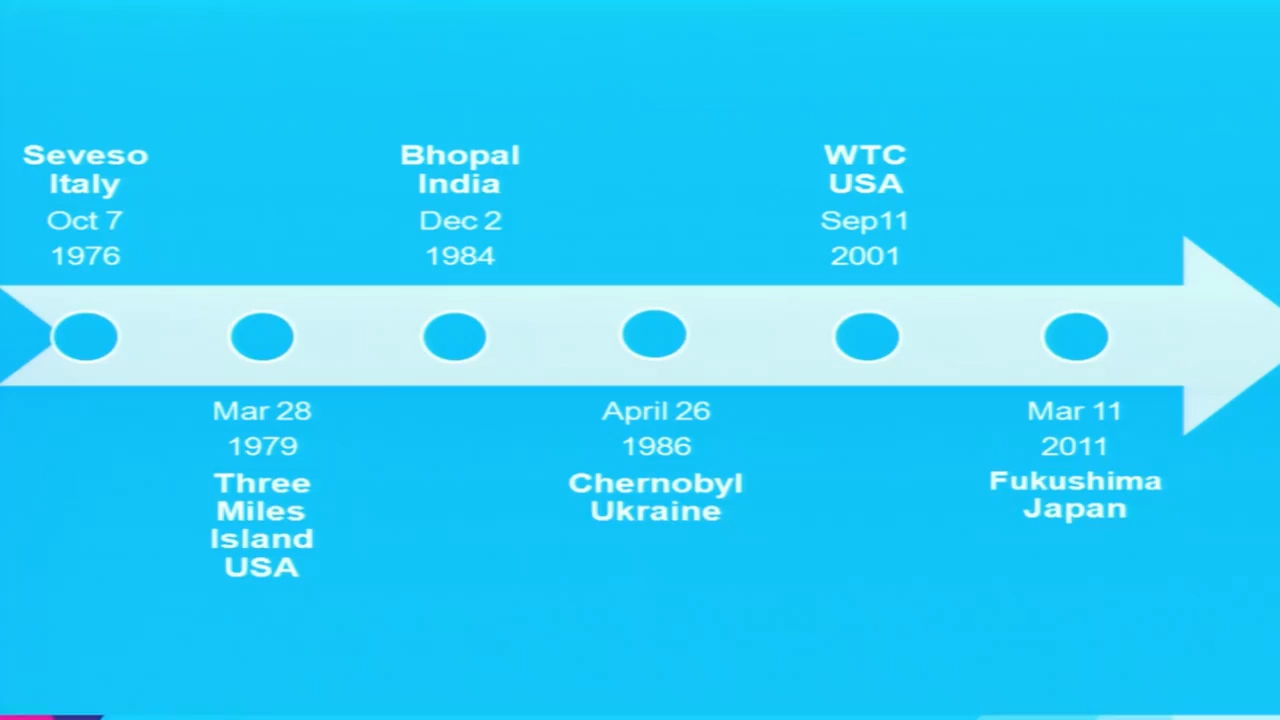 Seveso
Italy
Oct 7
1976
Mar 28
1979
Three
Miles
Island
USA
Bhopal
India
Dec 2
1984
April 26
1986
Chernobyl
Ukraine
WTC
USA
Sep11
2001
Mar 11
2011
Fukushima
Japan